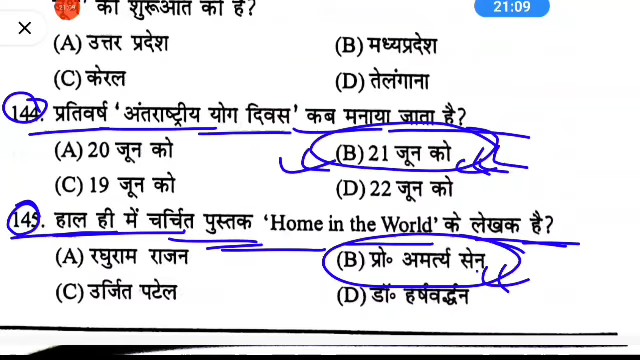 की शुरूआत की है?
21:09
(A) उत्तर प्रदेश (B) मध्यप्रदेश
(C) केरल (D) तेलंगाना
144. प्रतिवर्ष 'अंतराष्ट्रीय योग दिवस' कब मनाया जाता है?
(A) 20 जून को (B) 21 जून को
(C) 19 जून को (D) 22 जून को
145. हाल ही में चर्चित पुस्तक 'Home in the World' के लेखक है?
(A) रघुराम राजन (B) प्रो॰ अमर्त्य सेन
(C) उर्जित पटेल (D) डॉ॰ हर्षवर्द्धन